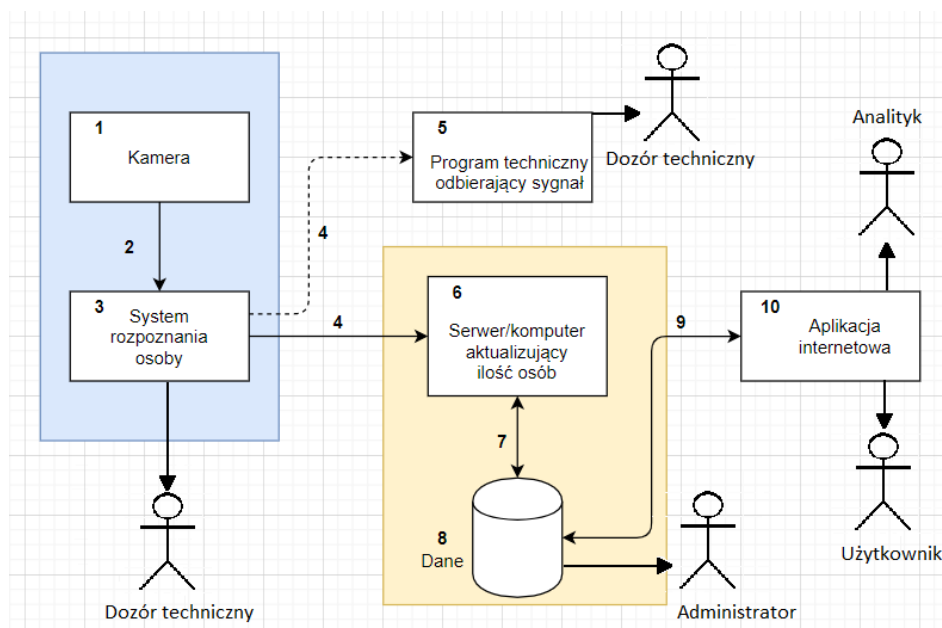 1
Kamera
2
3
System
rozpoznania
osoby
4
4
5
Program techniczny
odbierający sygnał
Dozór techniczny
Analityk
6
Serwer/komputer
aktualizujący
ilość osób
7
8
Dane
9
10
Aplikacja
internetowa
Użytkownik
Administrator
Dozór techniczny